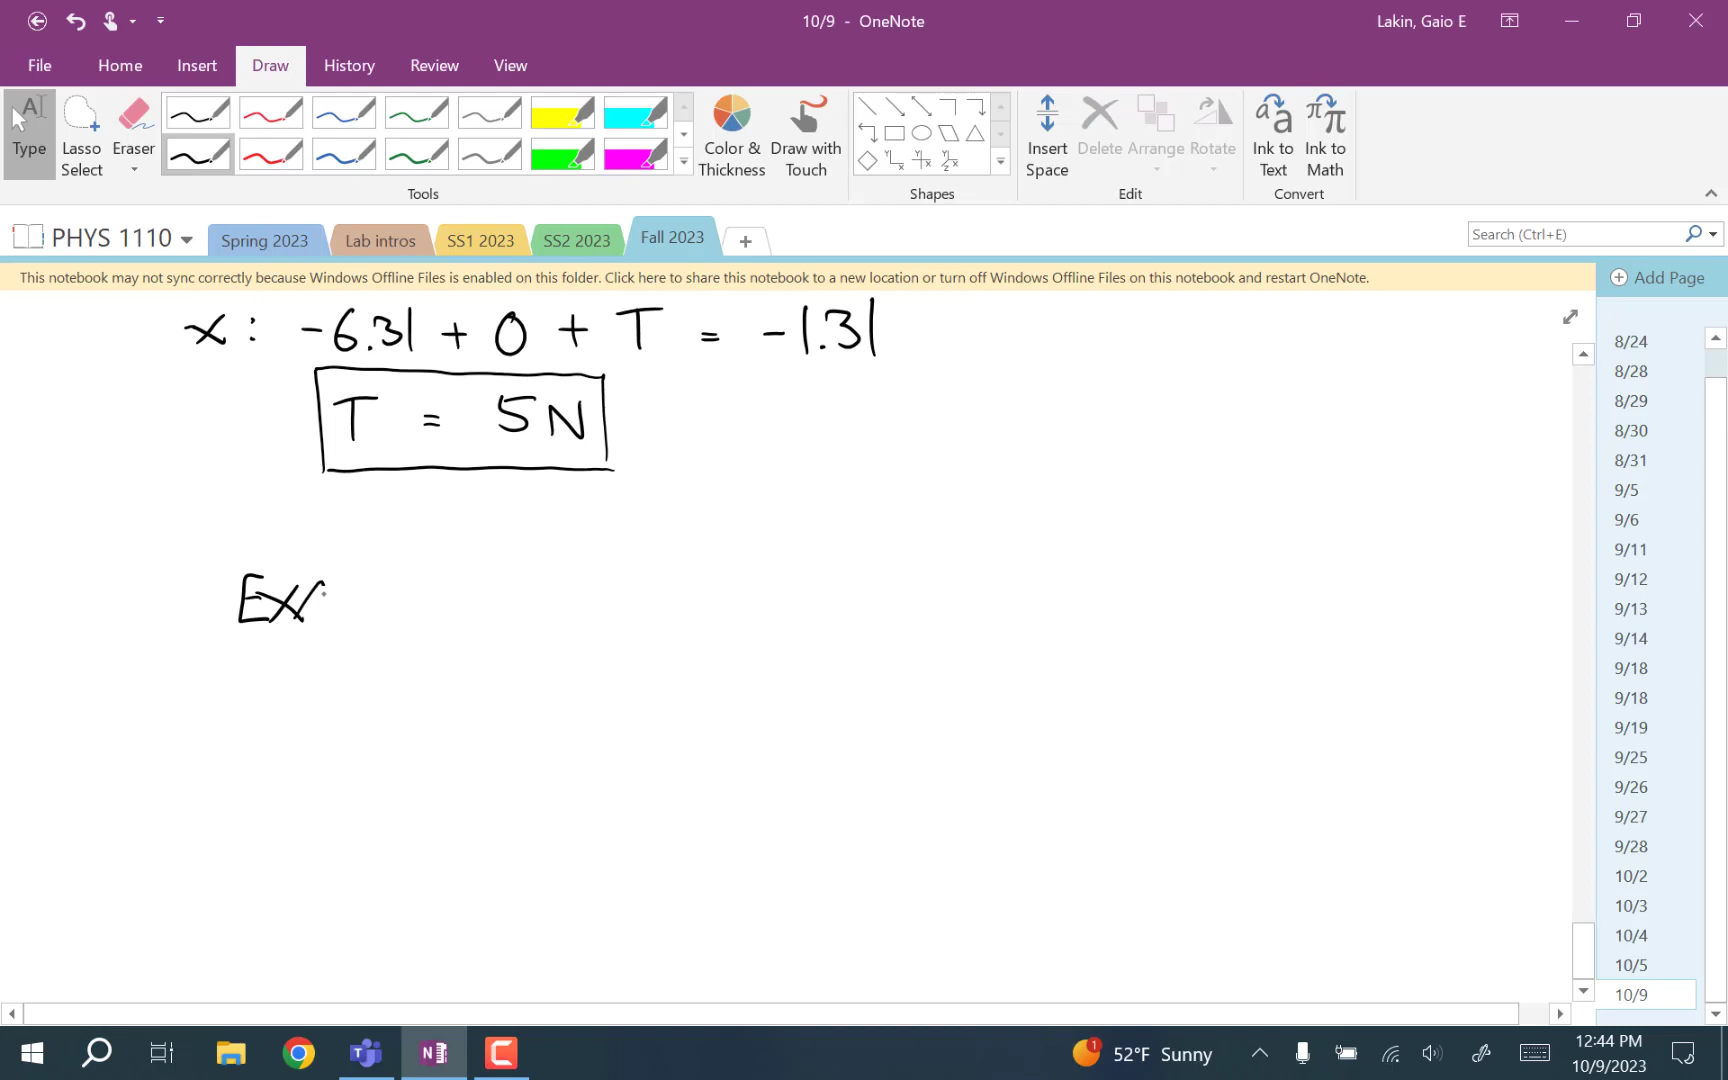 10/9 - OneNote
Lakin, Gaio E
File Home Insert Draw History Review View
Type
Lasso Select
Eraser
Color & Thickness
Draw with Touch
Insert Space
Delete
Arrange
Rotate
Ink to Text
Ink to Math
Tools
Shapes
Edit
Convert
PHYS 1110
Spring 2023
Lab intros
SS1 2023
SS2 2023
Fall 2023
Search (Ctrl+E)
This notebook may not sync correctly because Windows Offline Files is enabled on this folder. Click here to share this notebook to a new location or turn off Windows Offline Files on this notebook and restart OneNote.
Add Page
x: -6.31 + 0 + T = -1.31
T = 5N
Ex:
8/24
8/28
8/29
8/30
8/31
9/5
9/6
9/11
9/12
9/13
9/14
9/18
9/18
9/19
9/25
9/26
9/27
9/28
10/2
10/3
10/4
10/5
10/9
1
52°F Sunny
12:44 PM
10/9/2023